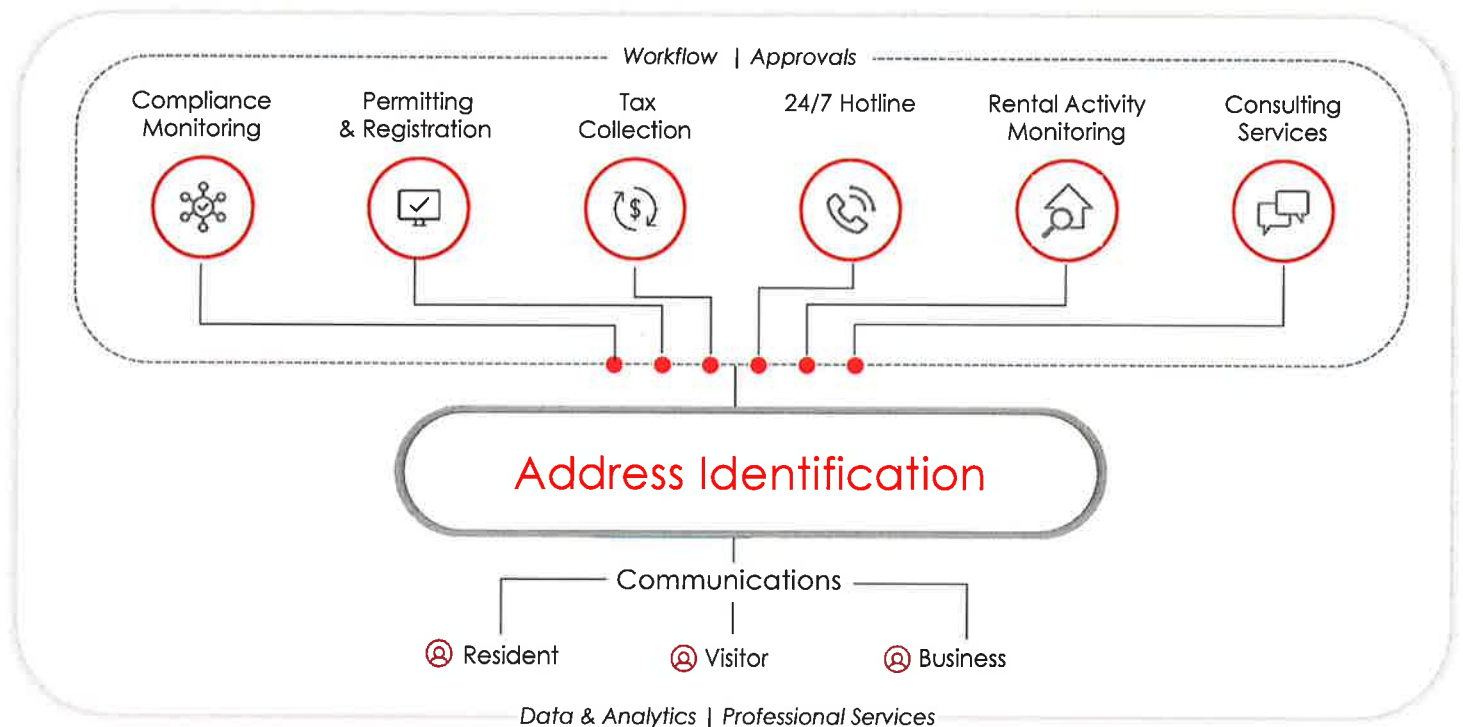 Workflow | Approvals
Compliance
Monitoring
Permitting
& Registration
Tax
Collection
24/7 Hotline
Rental Activity
Monitoring
Consulting
Services
$
Address Identification
Communications
Resident
Visitor
Business
Data & Analytics | Professional Services